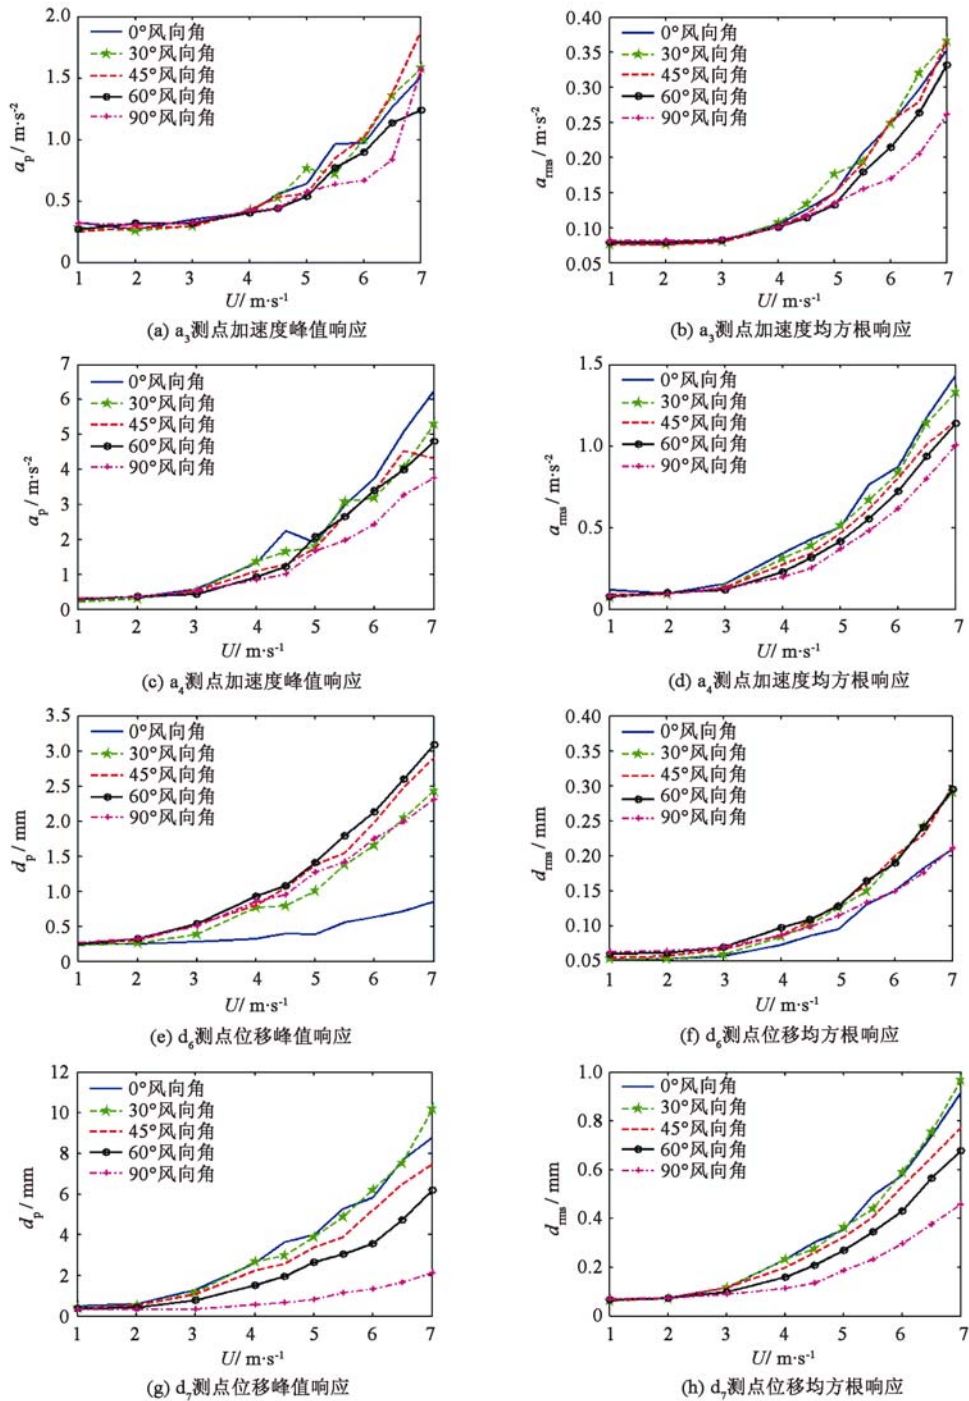 2.0
1.5
1.0
0.5
0
aₚ / m·s⁻²
0°风向角
30°风向角
45°风向角
60°风向角
90°风向角
1 2 3 4 5 6 7
U/ m·s⁻¹
(a) a₃测点加速度峰值响应
0.40
0.35
0.30
0.25
0.20
0.15
0.10
0.05
a_rms / m·s⁻²
0°风向角
30°风向角
45°风向角
60°风向角
90°风向角
1 2 3 4 5 6 7
U/ m·s⁻¹
(b) a₃测点加速度均方根响应
7
6
5
4
3
2
1
0
aₚ / m·s⁻²
0°风向角
30°风向角
45°风向角
60°风向角
90°风向角
1 2 3 4 5 6 7
U/ m·s⁻¹
(c) a₄测点加速度峰值响应
1.5
1.0
0.5
0
a_rms / m·s⁻²
0°风向角
30°风向角
45°风向角
60°风向角
90°风向角
1 2 3 4 5 6 7
U/ m·s⁻¹
(d) a₄测点加速度均方根响应
3.5
3.0
2.5
2.0
1.5
1.0
0.5
0
dₚ / mm
0°风向角
30°风向角
45°风向角
60°风向角
90°风向角
1 2 3 4 5 6 7
U/ m·s⁻¹
(e) d₆测点位移峰值响应
0.40
0.35
0.30
0.25
0.20
0.15
0.10
0.05
d_rms / mm
0°风向角
30°风向角
45°风向角
60°风向角
90°风向角
1 2 3 4 5 6 7
U/ m·s⁻¹
(f) d₆测点位移均方根响应
12
10
8
6
4
2
0
dₚ / mm
0°风向角
30°风向角
45°风向角
60°风向角
90°风向角
1 2 3 4 5 6 7
U/ m·s⁻¹
(g) d₇测点位移峰值响应
1.0
0.8
0.6
0.4
0.2
0
d_rms / mm
0°风向角
30°风向角
45°风向角
60°风向角
90°风向角
1 2 3 4 5 6 7
U/ m·s⁻¹
(h) d₇测点位移均方根响应